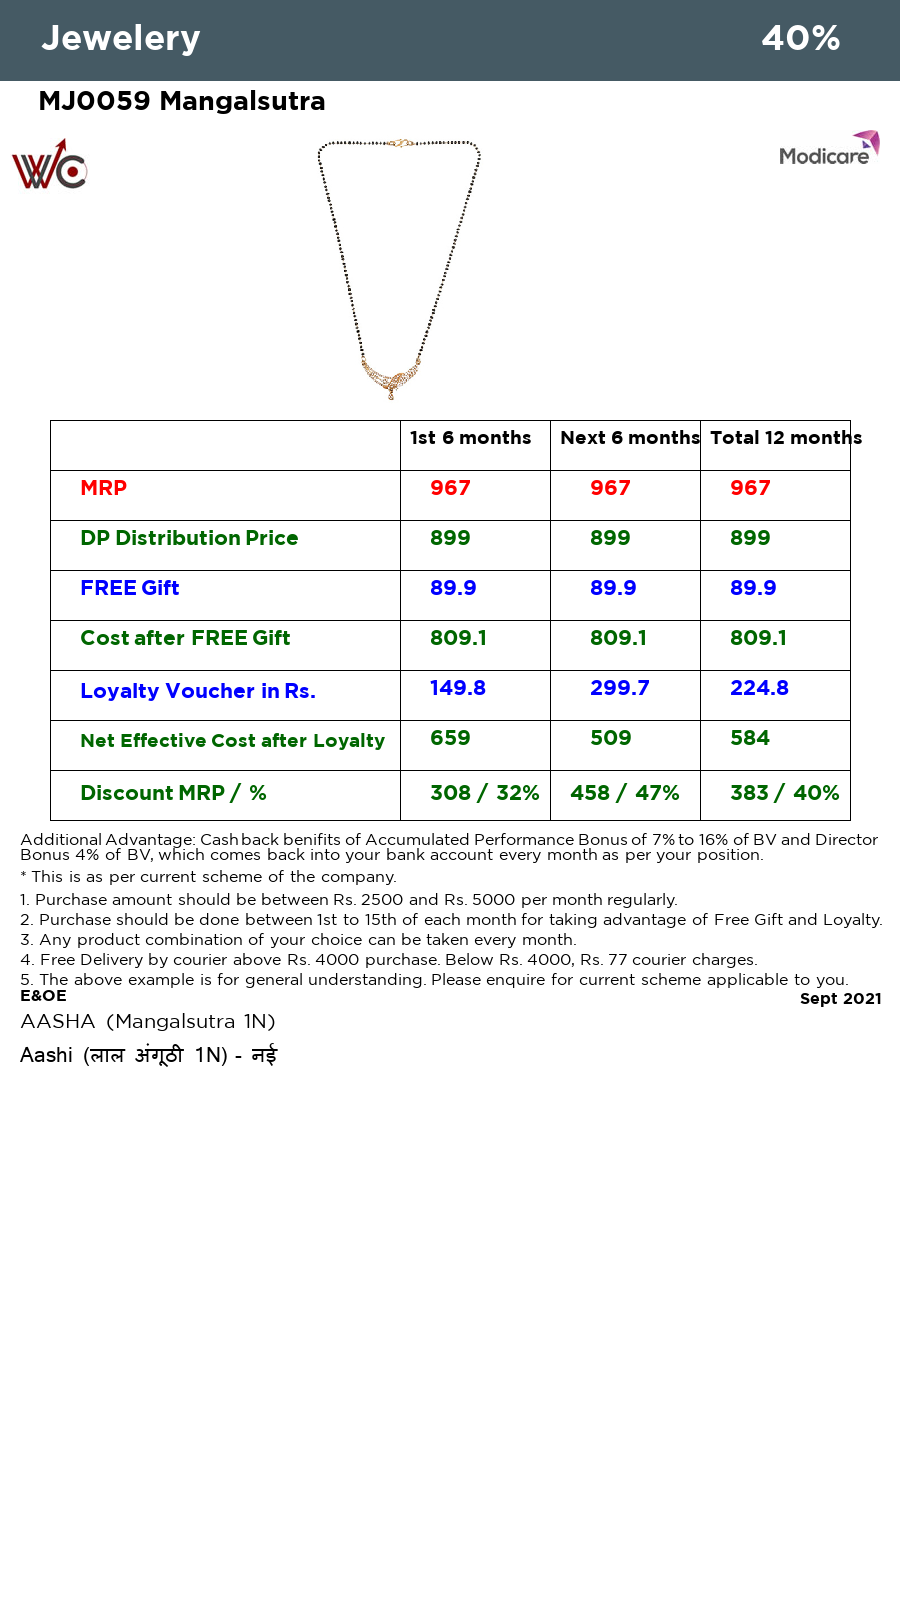 Jewelery 40%
MJ0059 Mangalsutra
WC
Modicare
1st 6 months Next 6 months Total 12 months
MRP 967 967 967
DP Distribution Price 899 899 899
FREE Gift 89.9 89.9 89.9
Cost after FREE Gift 809.1 809.1 809.1
Loyalty Voucher in Rs. 149.8 299.7 224.8
Net Effective Cost after Loyalty 659 509 584
Discount MRP / % 308 / 32% 458 / 47% 383 / 40%
Additional Advantage: Cashback benifits of Accumulated Performance Bonus of 7% to 16% of BV and Director
Bonus 4% of BV, which comes back into your bank account every month as per your position.
* This is as per current scheme of the company.
1. Purchase amount should be between Rs. 2500 and Rs. 5000 per month regularly.
2. Purchase should be done between 1st to 15th of each month for taking advantage of Free Gift and Loyalty.
3. Any product combination of your choice can be taken every month.
4. Free Delivery by courier above Rs. 4000 purchase. Below Rs. 4000, Rs. 77 courier charges.
5. The above example is for general understanding. Please enquire for current scheme applicable to you.
E&OE Sept 2021
AASHA (Mangalsutra 1N)
Aashi (लाल अंगूठी 1N) - नई